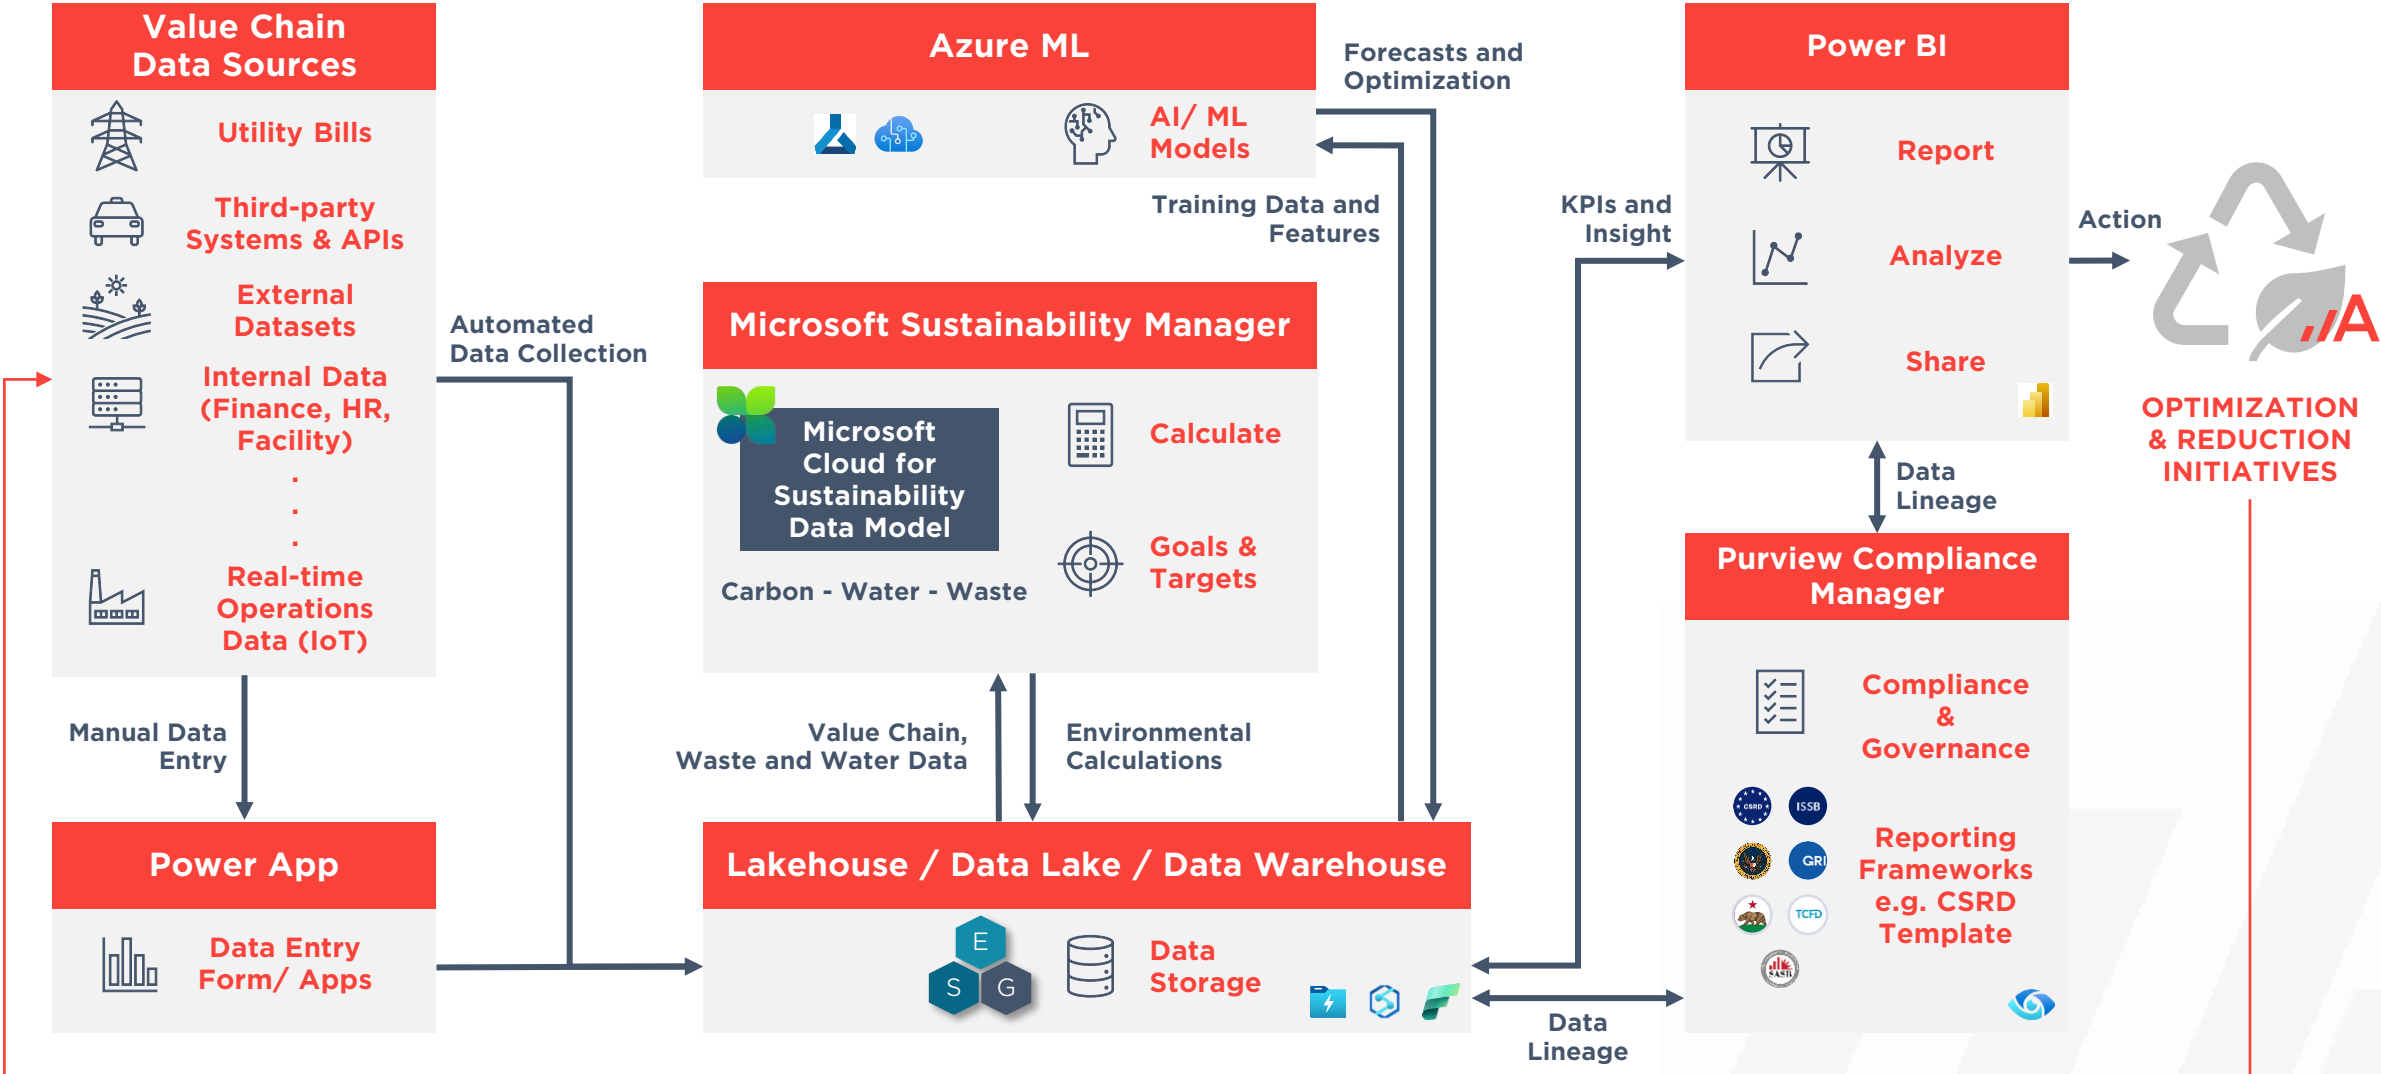 Value Chain
Data Sources
Utility Bills
Third-party
Systems & APIs
External
Datasets
Internal Data
(Finance, HR,
Facility)
.
.
.
Real-time
Operations
Data (IoT)
Automated
Data Collection
Manual Data
Entry
Power App
Data Entry
Form/ Apps
Azure ML
AI/ ML
Models
Forecasts and
Optimization
Training Data and
Features
Microsoft Sustainability Manager
Microsoft
Cloud for
Sustainability
Data Model
Carbon - Water - Waste
Calculate
Goals &
Targets
Value Chain,
Waste and Water Data
Environmental
Calculations
Lakehouse / Data Lake / Data Warehouse
E
S G
Data
Storage
KPIs and
Insight
Data
Lineage
Power BI
Report
Analyze
Share
Action
A
OPTIMIZATION
& REDUCTION
INITIATIVES
Data
Lineage
Purview Compliance
Manager
Compliance
&
Governance
CSRD ISSB
GRI
TCFD
SASB
Reporting
Frameworks
e.g. CSRD
Template